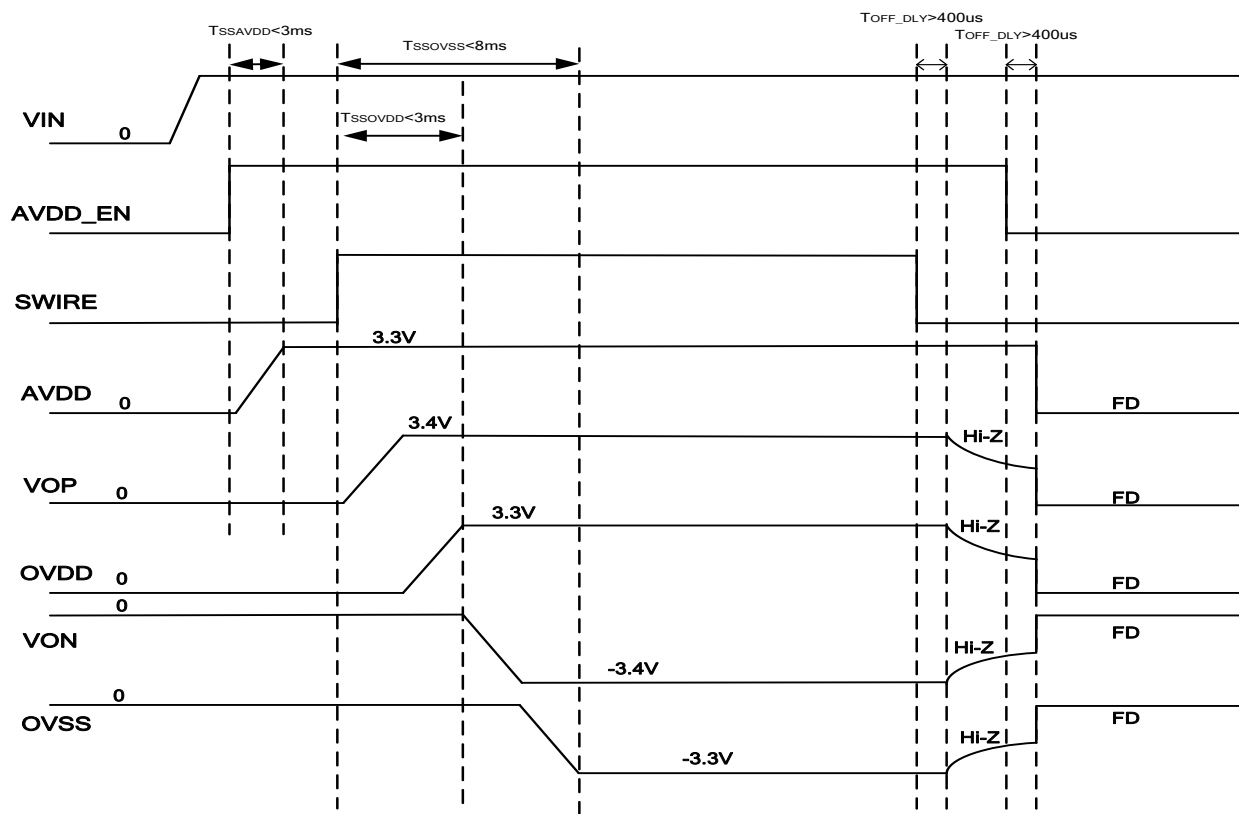 TOFF_DLY>400us
TSSAVDD<3ms
TOFF_DLY>400us
TSSOVSS<8ms
VIN
0
TSSOVDD<3ms
AVDD_EN
SWIRE
3.3V
AVDD
0
FD
3.4V
Hi-Z
VOP
0
FD
3.3V
Hi-Z
OVDD
0
FD
0
VON
FD
Hi-Z
-3.4V
0
OVSS
FD
Hi-Z
-3.3V